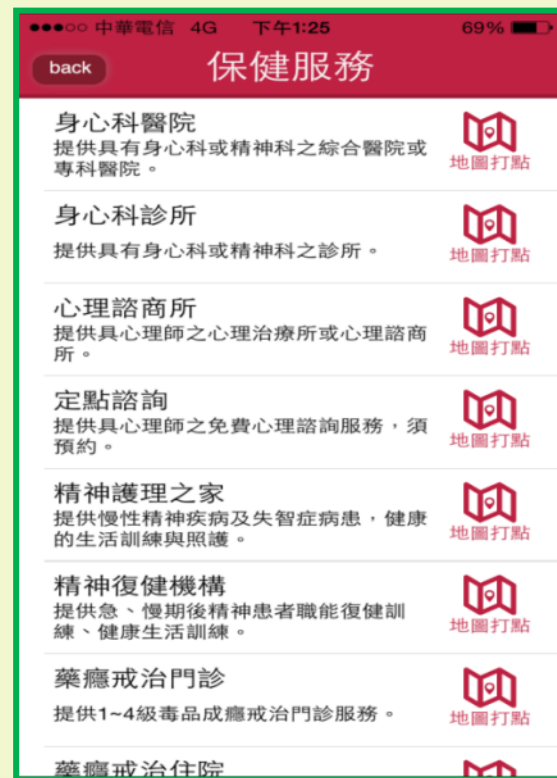 中華電信 4G 下午1:25 69%
back 保健服務
身心科醫院
提供具有身心科或精神科之綜合醫院或
專科醫院。
地圖打點
身心科診所
提供具有身心科或精神科之診所。
地圖打點
心理諮商所
提供具心理師之心理治療所或心理諮商
所。
地圖打點
定點諮詢
提供具心理師之免費心理諮詢服務，須
預約。
地圖打點
精神護理之家
提供慢性精神疾病及失智症病患，健康
的生活訓練與照護。
地圖打點
精神復健機構
提供急、慢期後精神患者職能復健訓
練、健康生活訓練。
地圖打點
藥癮戒治門診
提供1~4級毒品成癮戒治門診服務。
地圖打點
藥癮戒治住院